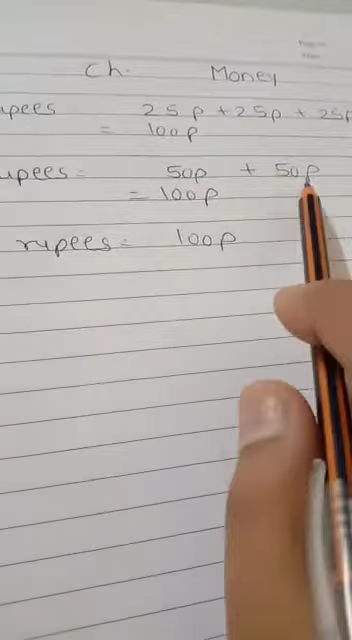 Ch. Money
upees 25p + 25p + 25p
= 100p
upees = 50p + 50p
= 100p
rupees = 100p